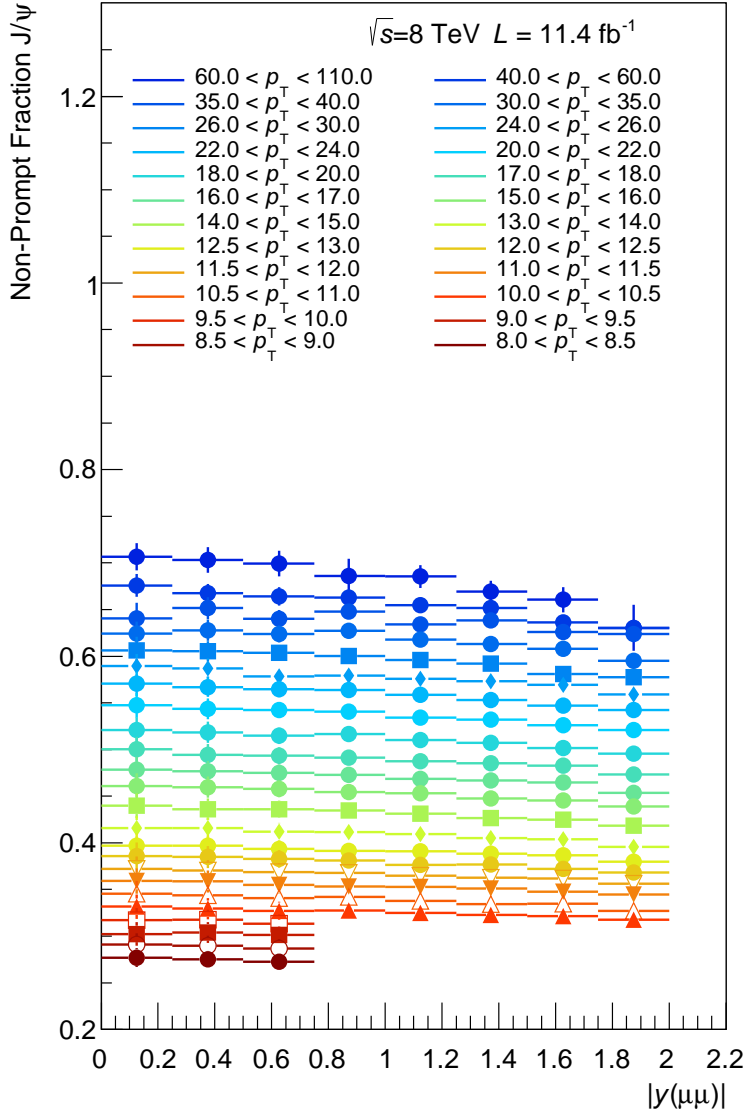 √s=8 TeV L = 11.4 fb-1
Non-Prompt Fraction J/ψ
60.0 < pT < 110.0 40.0 < pT < 60.0
35.0 < pT < 40.0 30.0 < pT < 35.0
26.0 < pT < 30.0 24.0 < pT < 26.0
22.0 < pT < 24.0 20.0 < pT < 22.0
18.0 < pT < 20.0 17.0 < pT < 18.0
16.0 < pT < 17.0 15.0 < pT < 16.0
14.0 < pT < 15.0 13.0 < pT < 14.0
12.5 < pT < 13.0 12.0 < pT < 12.5
11.5 < pT < 12.0 11.0 < pT < 11.5
10.5 < pT < 11.0 10.0 < pT < 10.5
9.5 < pT < 10.0 9.0 < pT < 9.5
8.5 < pT < 9.0 8.0 < pT < 8.5
1.2
1
0.8
0.6
0.4
0.2
0 0.2 0.4 0.6 0.8 1 1.2 1.4 1.6 1.8 2 2.2
|y(μμ)|